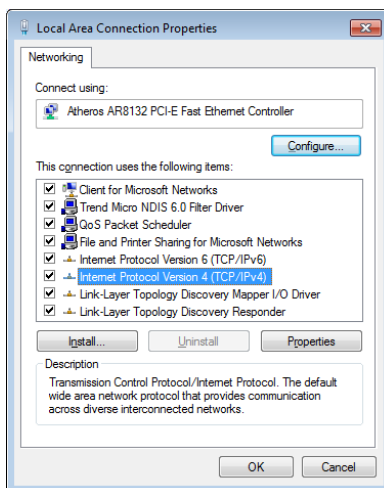 Local Area Connection Properties
Networking
Connect using:
Atheros AR8132 PCI-E Fast Ethernet Controller
Configure...
This connection uses the following items:
Client for Microsoft Networks
Trend Micro NDIS 6.0 Filter Driver
QoS Packet Scheduler
File and Printer Sharing for Microsoft Networks
Internet Protocol Version 6 (TCP/IPv6)
Internet Protocol Version 4 (TCP/IPv4)
Link-Layer Topology Discovery Mapper I/O Driver
Link-Layer Topology Discovery Responder
Install... Uninstall Properties
Description
Transmission Control Protocol/Internet Protocol. The default
wide area network protocol that provides communication
across diverse interconnected networks.
OK Cancel